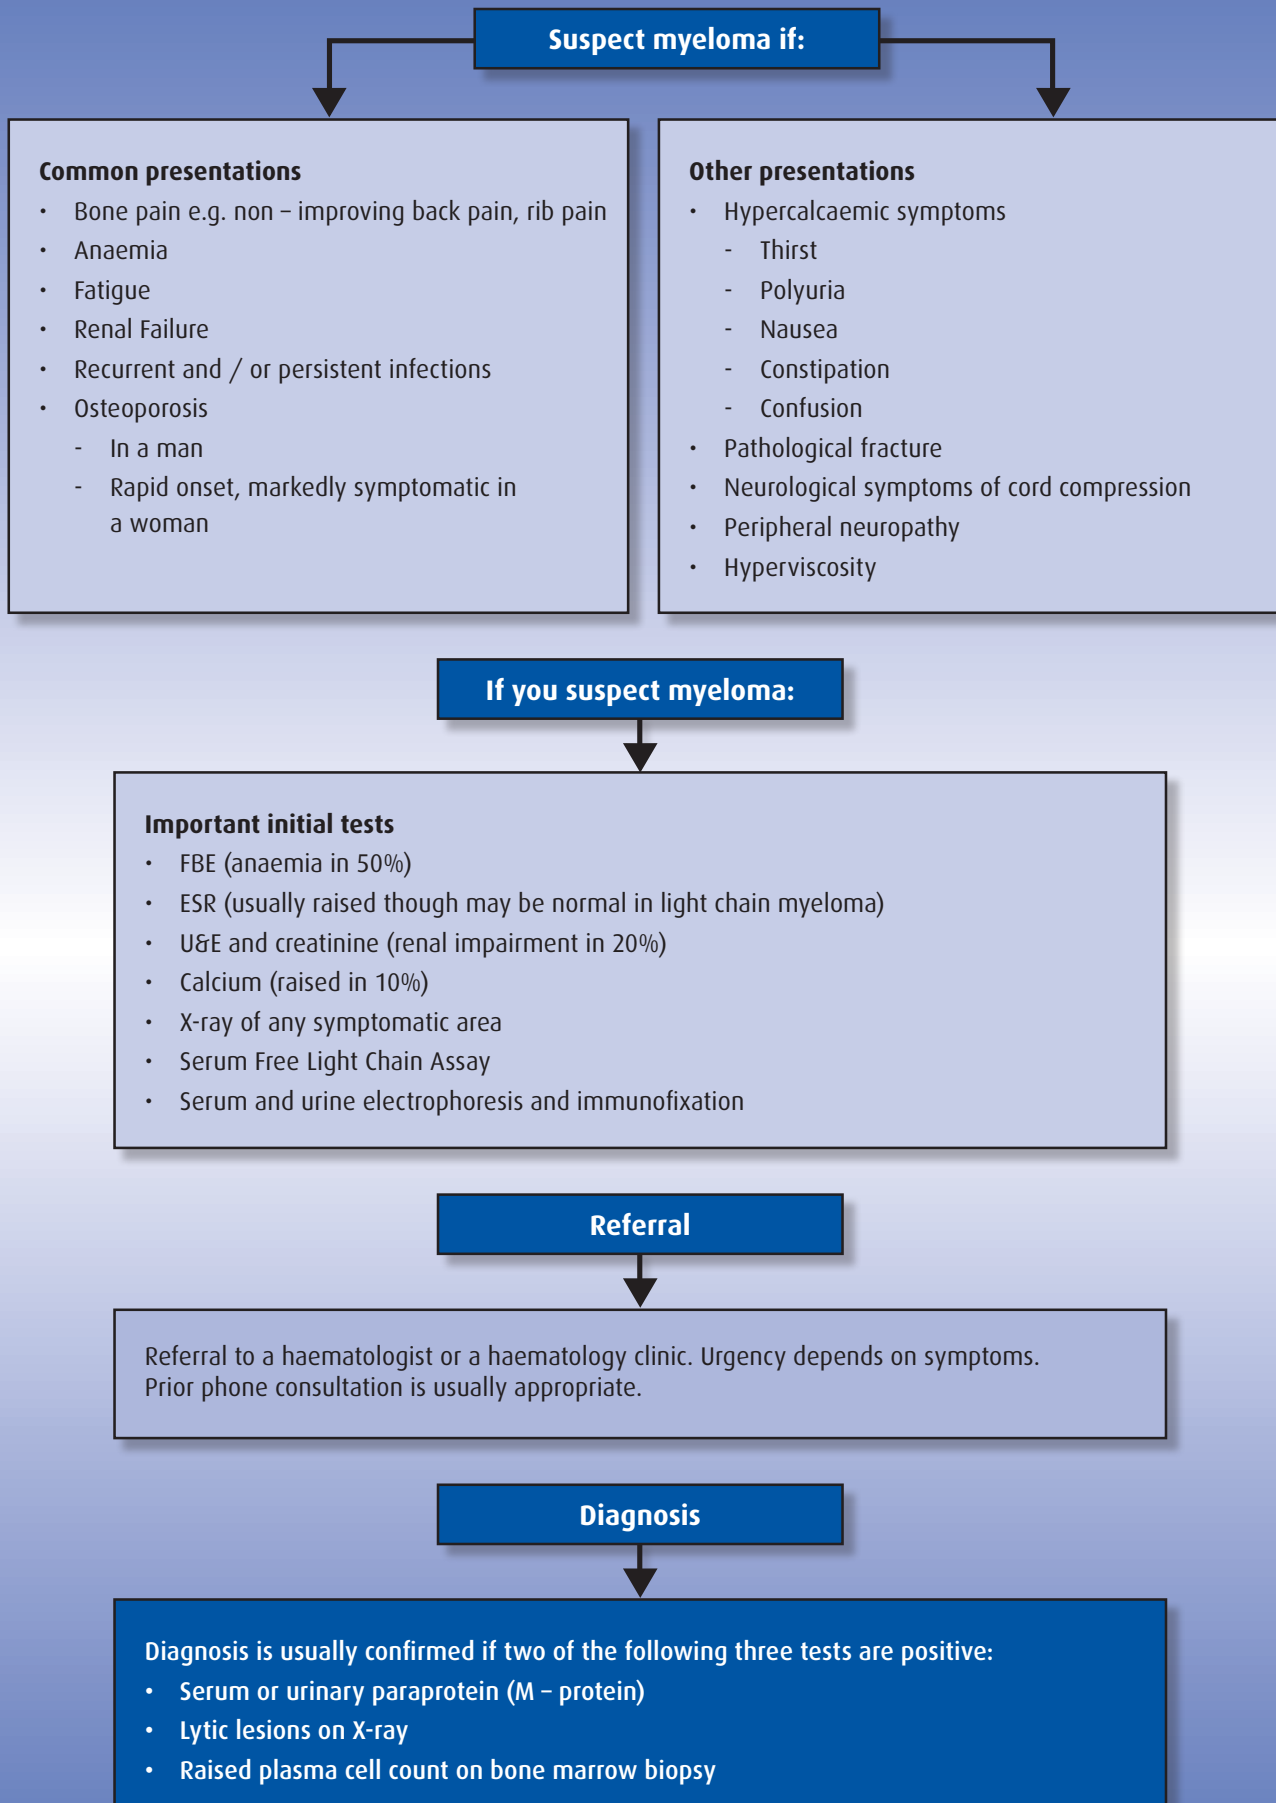 Suspect myeloma if:
Common presentations
• Bone pain e.g. non – improving back pain, rib pain
• Anaemia
• Fatigue
• Renal Failure
• Recurrent and / or persistent infections
• Osteoporosis
- In a man
- Rapid onset, markedly symptomatic in
a woman
Other presentations
• Hypercalcaemic symptoms
- Thirst
- Polyuria
- Nausea
- Constipation
- Confusion
• Pathological fracture
• Neurological symptoms of cord compression
• Peripheral neuropathy
• Hyperviscosity
If you suspect myeloma:
Important initial tests
• FBE (anaemia in 50%)
• ESR (usually raised though may be normal in light chain myeloma)
• U&E and creatinine (renal impairment in 20%)
• Calcium (raised in 10%)
• X-ray of any symptomatic area
• Serum Free Light Chain Assay
• Serum and urine electrophoresis and immunofixation
Referral
Referral to a haematologist or a haematology clinic. Urgency depends on symptoms.
Prior phone consultation is usually appropriate.
Diagnosis
Diagnosis is usually confirmed if two of the following three tests are positive:
• Serum or urinary paraprotein (M – protein)
• Lytic lesions on X-ray
• Raised plasma cell count on bone marrow biopsy